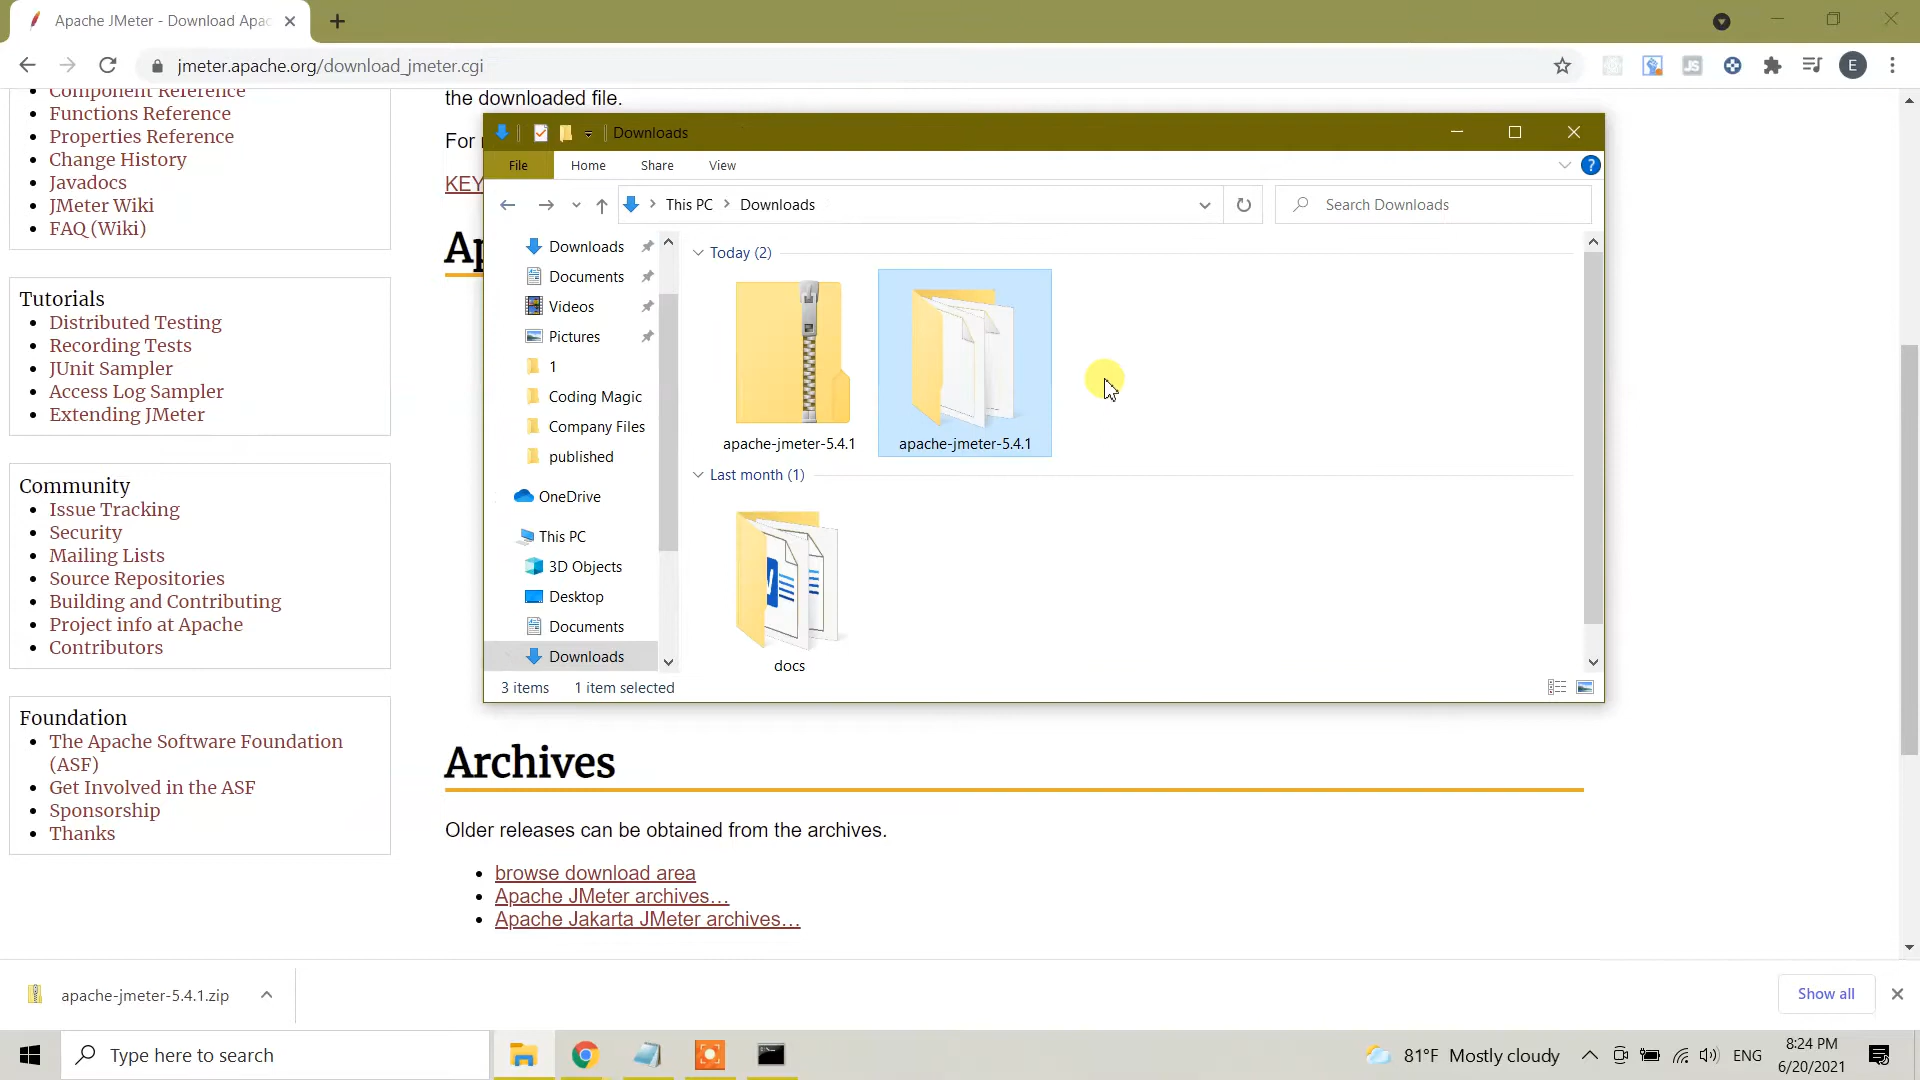 Apache JMeter - Download Apac
jmeter.apache.org/download_jmeter.cgi
E
Component Reference
Functions Reference
Properties Reference
Change History
Javadocs
JMeter Wiki
FAQ (Wiki)
Tutorials
Distributed Testing
Recording Tests
JUnit Sampler
Access Log Sampler
Extending JMeter
Community
Issue Tracking
Security
Mailing Lists
Source Repositories
Building and Contributing
Project info at Apache
Contributors
Foundation
The Apache Software Foundation
(ASF)
Get Involved in the ASF
Sponsorship
Thanks
the downloaded file.
For
KEY
Ap
Downloads
File Home Share View
This PC Downloads
Search Downloads
Downloads
Documents
Videos
Pictures
1
Coding Magic
Company Files
published
OneDrive
This PC
3D Objects
Desktop
Documents
Downloads
Today (2)
apache-jmeter-5.4.1
apache-jmeter-5.4.1
Last month (1)
docs
3 items 1 item selected
Archives
Older releases can be obtained from the archives.
browse download area
Apache JMeter archives…
Apache Jakarta JMeter archives…
apache-jmeter-5.4.1.zip
Show all
Type here to search
81°F Mostly cloudy
ENG
8:24 PM
6/20/2021